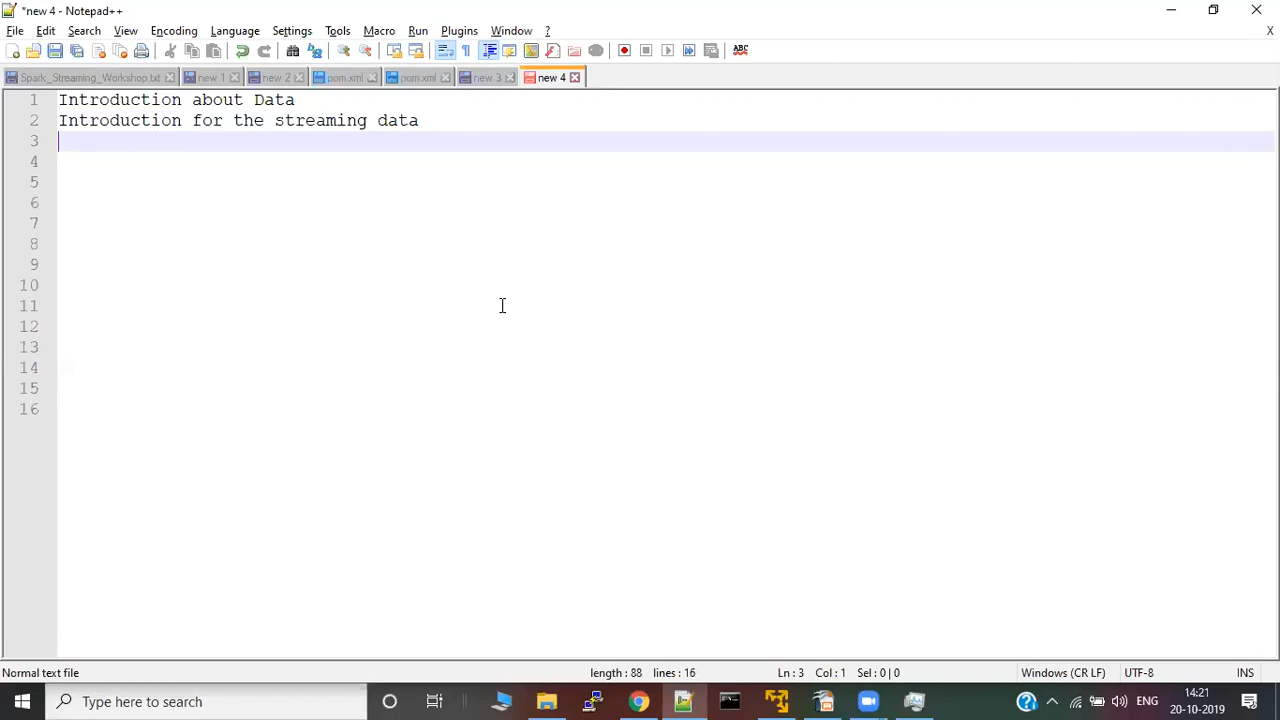 *new 4 - Notepad++
File Edit Search View Encoding Language Settings Tools Macro Run Plugins Window ? X
ABC
Spark_Streaming_Workshop.txt new 1 new 2 pom.xml pom.xml new 3 new 4
1 Introduction about Data
2 Introduction for the streaming data
3
4
5
6
7
8
9
10
11
12
13
14
15
16
Normal text file length : 88 lines : 16 Ln : 3 Col : 1 Sel : 0 | 0 Windows (CR LF) UTF-8 INS
Type here to search ENG 14:21
20-10-2019